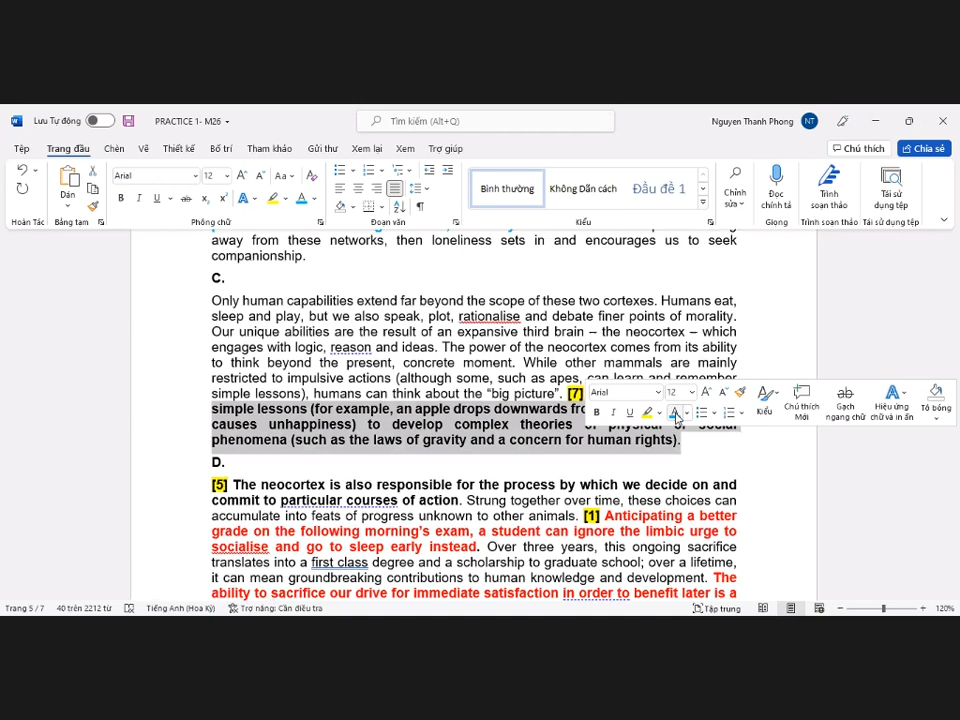 Lưu Tự động
PRACTICE 1- M26
Tìm kiếm (Alt+Q)
Nguyen Thanh Phong
NT
Tệp Trang đầu Chèn Vẽ Thiết kế Bố trí Tham khảo Gửi thư Xem lại Xem Trợ giúp
Chú thích Chia sẻ
Dán
Arial 12
Bình thường
Không Dãn cách
Đầu đề 1
Chỉnh sửa
Đọc chính tả
Trình soạn thảo
Tái sử dụng tệp
Hoàn Tác Bảng tạm Phông chữ Đoạn văn Kiểu Giọng Trình soạn thảo Tái sử dụng tệp
away from these networks, then loneliness sets in and encourages us to seek
companionship.
C.
Only human capabilities extend far beyond the scope of these two cortexes. Humans eat,
sleep and play, but we also speak, plot, rationalise and debate finer points of morality.
Our unique abilities are the result of an expansive third brain – the neocortex – which
engages with logic, reason and ideas. The power of the neocortex comes from its ability
to think beyond the present, concrete moment. While other mammals are mainly
restricted to impulsive actions (although some, such as apes, can learn and remember
simple lessons), humans can think about the “big picture”. [7]
simple lessons (for example, an apple drops downwards
causes unhappiness) to develop complex theories of physical or social
phenomena (such as the laws of gravity and a concern for human rights).
Arial 12
Kiểu
Chú thích Mới
Gạch ngang chữ
Hiệu ứng chữ và in ấn
Tô bóng
D.
[5] The neocortex is also responsible for the process by which we decide on and
commit to particular courses of action. Strung together over time, these choices can
accumulate into feats of progress unknown to other animals. [1] Anticipating a better
grade on the following morning’s exam, a student can ignore the limbic urge to
socialise and go to sleep early instead. Over three years, this ongoing sacrifice
translates into a first class degree and a scholarship to graduate school; over a lifetime,
it can mean groundbreaking contributions to human knowledge and development. The
ability to sacrifice our drive for immediate satisfaction in order to benefit later is a
Trang 5 / 7 40 trên 2212 từ Tiếng Anh (Hoa Kỳ) Trợ năng: Cần điều tra Tập trung 120%